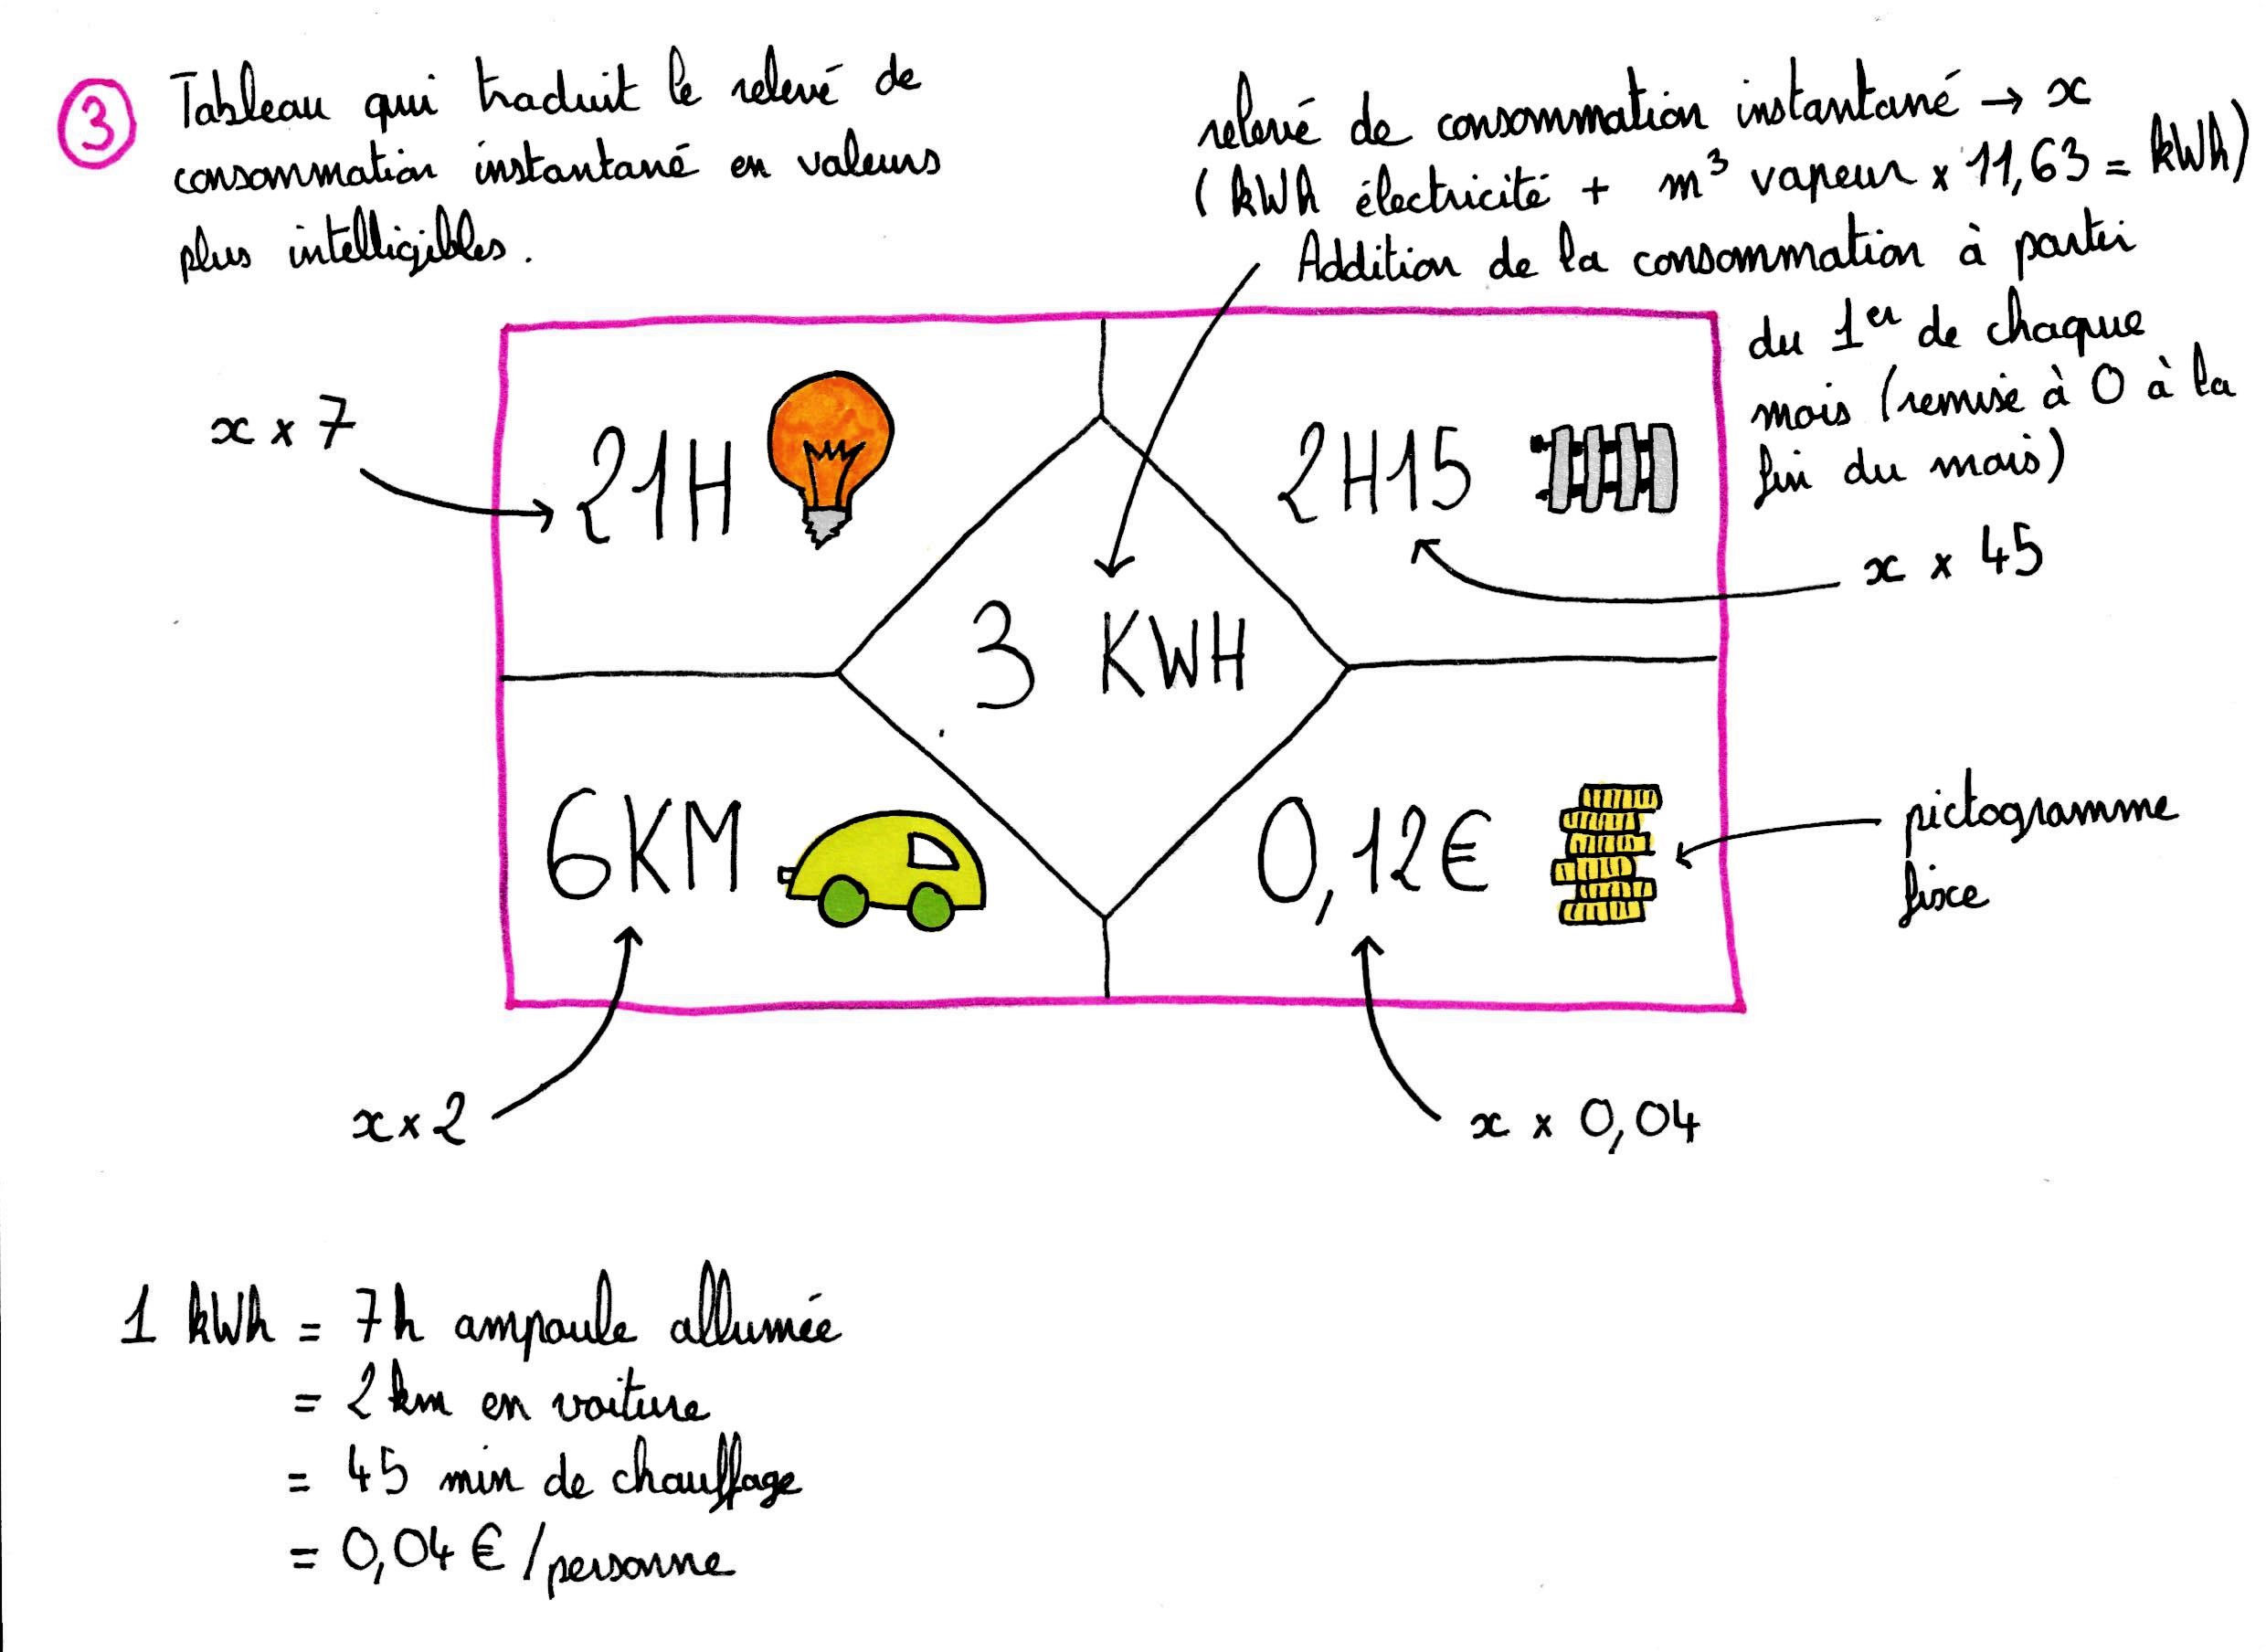 3 Tableau qui traduit le relevé de
consommation instantané en valeurs
plus intelligibles.
relevé de consommation instantané → x
(kWh électricité + m³ vapeur x 11,63 = kWh)
Addition de la consommation à partir
du 1er de chaque
mois (remise à 0 à la
fin du mois)
x x 7
21H
2H15
x x 45
3 KWH
6KM
0,12€
pictogramme
fixe
x x 2
x x 0,04
1 kWh = 7h ampoule allumée
= 2 km en voiture
= 45 min de chauffage
= 0,04 € /personne